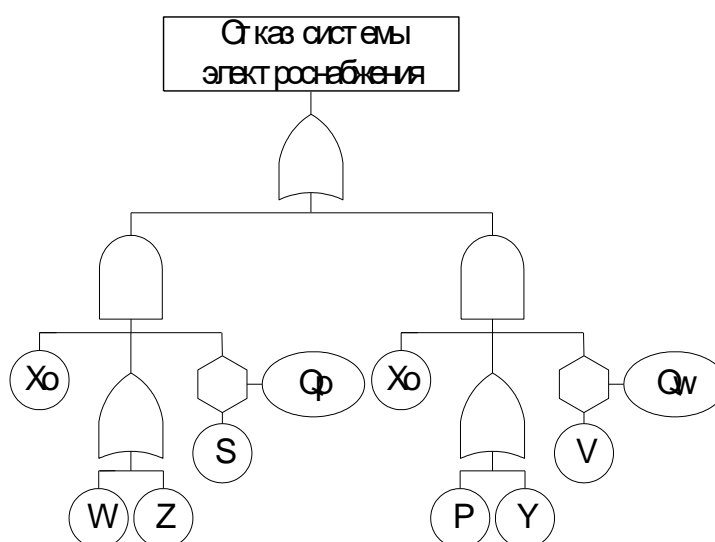 Отказ системы
электроснабжения
Xo
Qp
Xo
Qw
S
V
W Z
P Y